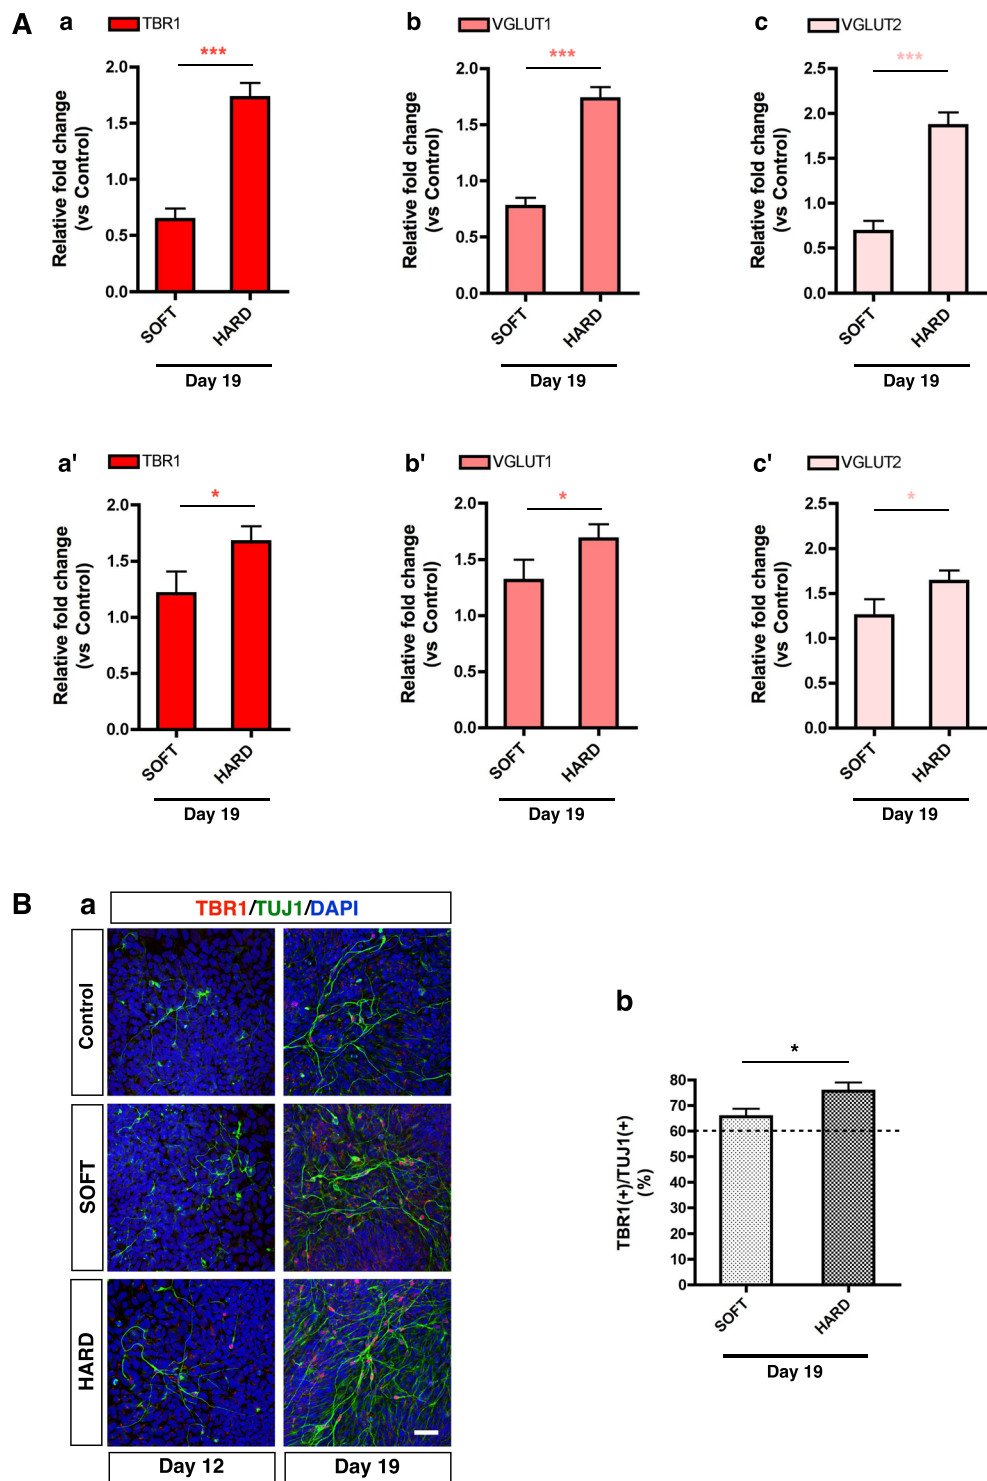 A
a
TBR1
***
Relative fold change
(vs Control)
2.0
1.5
1.0
0.5
0.0
SOFT
HARD
Day 19
b
VGLUT1
***
Relative fold change
(vs Control)
2.0
1.5
1.0
0.5
0.0
SOFT
HARD
Day 19
c
VGLUT2
***
Relative fold change
(vs Control)
2.5
2.0
1.5
1.0
0.5
0.0
SOFT
HARD
Day 19
a'
TBR1
*
Relative fold change
(vs Control)
2.0
1.5
1.0
0.5
0.0
SOFT
HARD
Day 19
b'
VGLUT1
*
Relative fold change
(vs Control)
2.0
1.5
1.0
0.5
0.0
SOFT
HARD
Day 19
c'
VGLUT2
*
Relative fold change
(vs Control)
2.5
2.0
1.5
1.0
0.5
0.0
SOFT
HARD
Day 19
B
a
TBR1/TUJ1/DAPI
Control
SOFT
HARD
Day 12
Day 19
b
*
TBR1(+)/TUJ1(+)
(%)
80
70
60
50
40
30
20
10
0
SOFT
HARD
Day 19